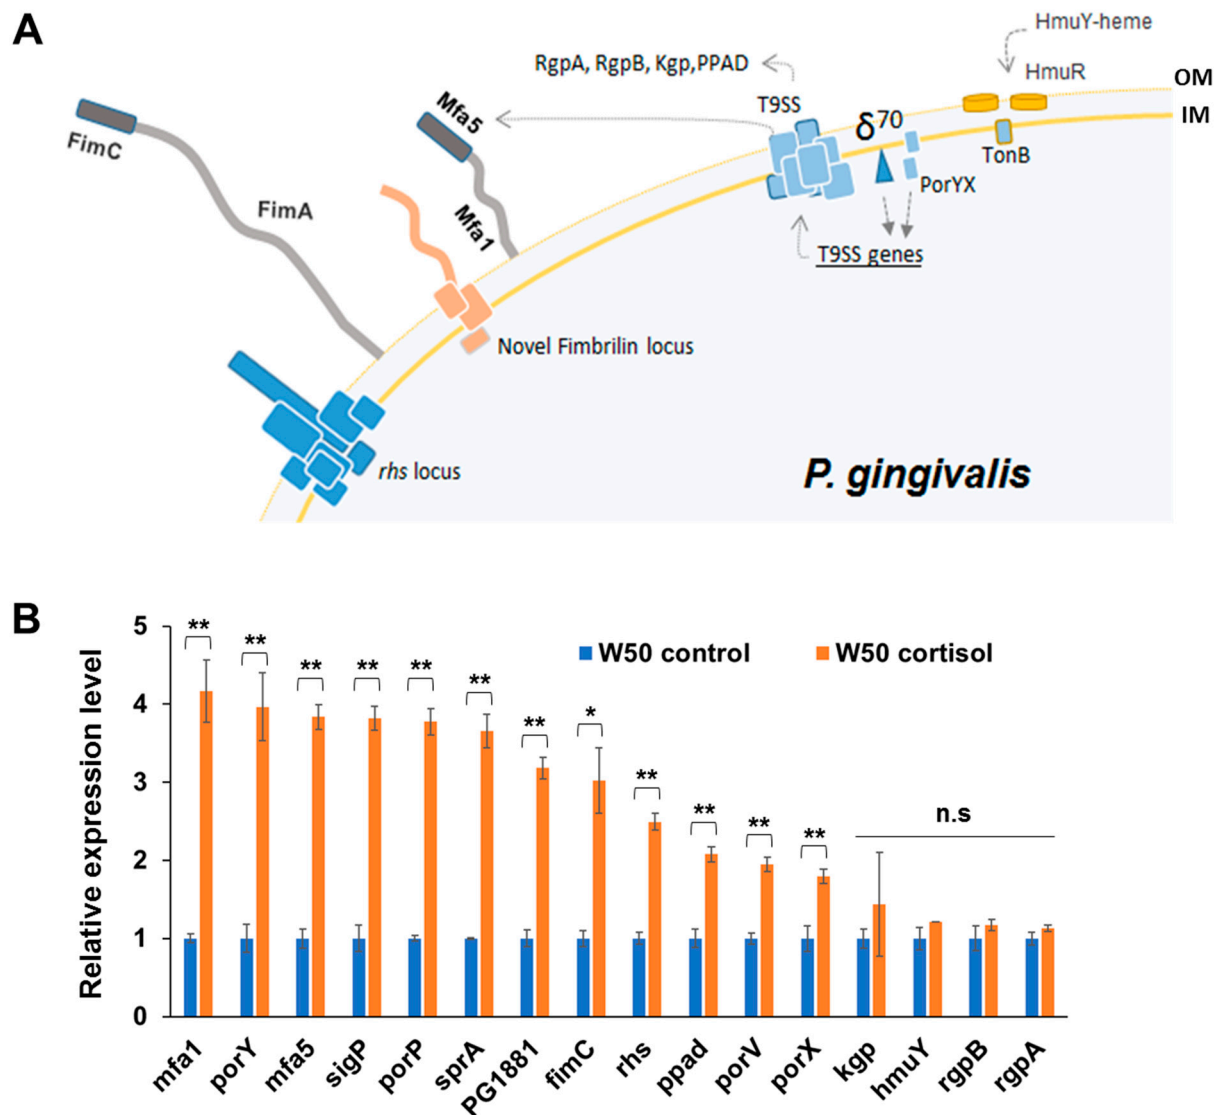 A
HmuY-heme
RgpA, RgpB, Kgp,PPAD
HmuR
OM
T9SS
IM
Mfa5
δ70
FimC
TonB
PorYX
FimA
Mfa1
T9SS genes
Novel Fimbrilin locus
rhs locus
P. gingivalis
B
Relative expression level
W50 control
W50 cortisol
5
4
3
2
1
0
**
**
**
**
**
**
**
*
**
**
**
**
n.s
mfa1
porY
mfa5
sigP
porP
sprA
PG1881
fimC
rhs
ppad
porV
porX
kgp
hmuY
rgpB
rgpA